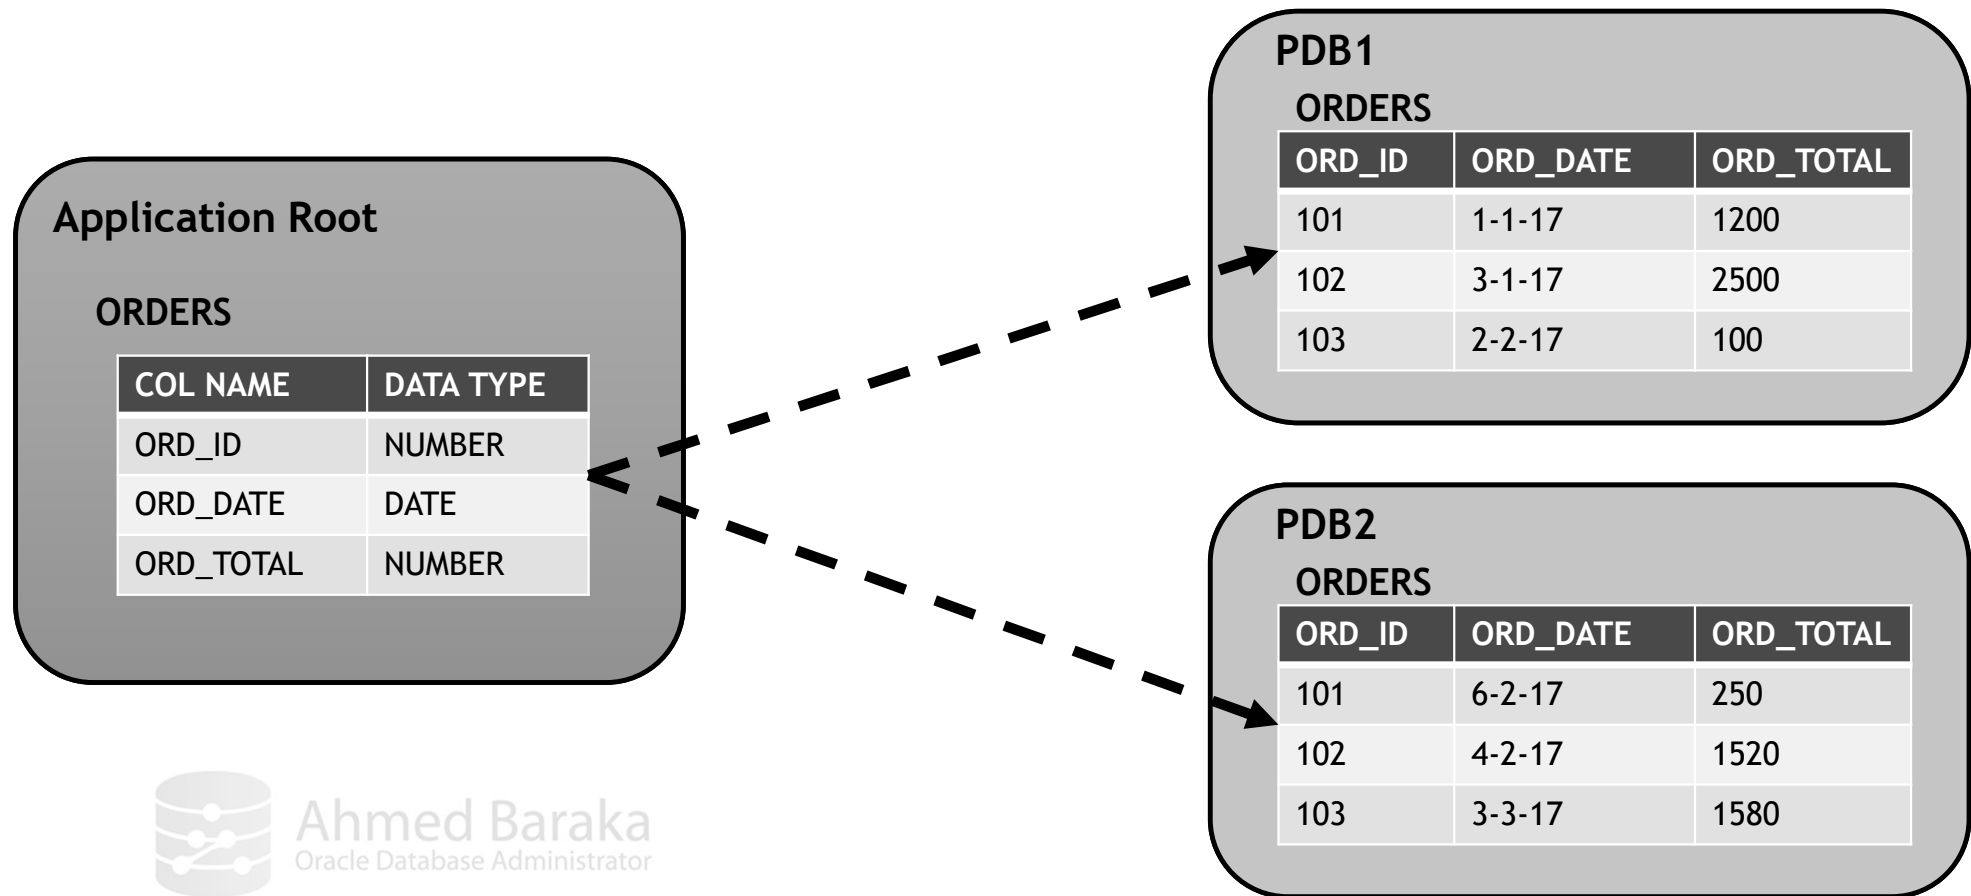 Application Root
ORDERS
COL NAME DATA TYPE
ORD_ID NUMBER
ORD_DATE DATE
ORD_TOTAL NUMBER
PDB1
ORDERS
ORD_ID ORD_DATE ORD_TOTAL
101 1-1-17 1200
102 3-1-17 2500
103 2-2-17 100
PDB2
ORDERS
ORD_ID ORD_DATE ORD_TOTAL
101 6-2-17 250
102 4-2-17 1520
103 3-3-17 1580
Ahmed Baraka
Oracle Database Administrator